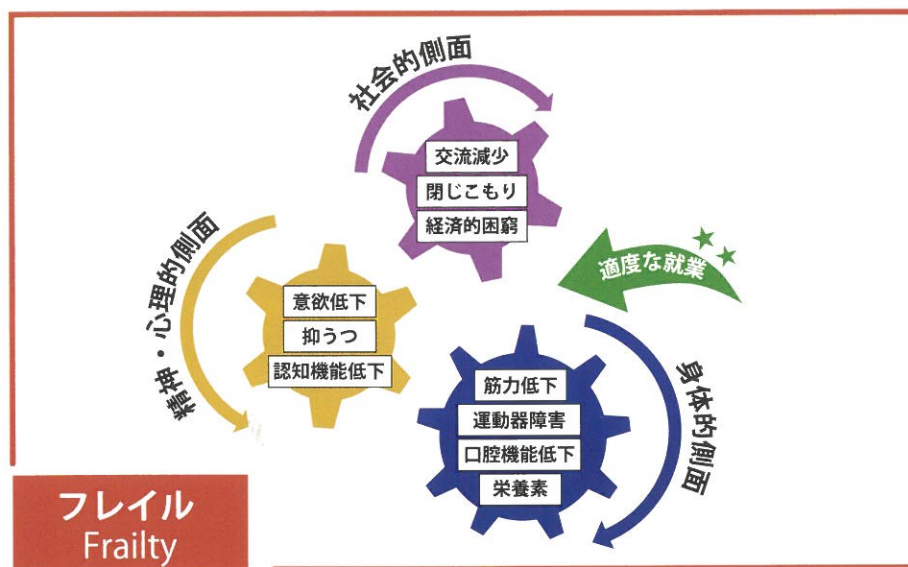 社会的側面
交流減少
閉じこもり
経済的困窮
適度な就業
精神・心理的側面
意欲低下
抑うつ
認知機能低下
身体的側面
筋力低下
運動器障害
口腔機能低下
栄養素
フレイル
Frailty